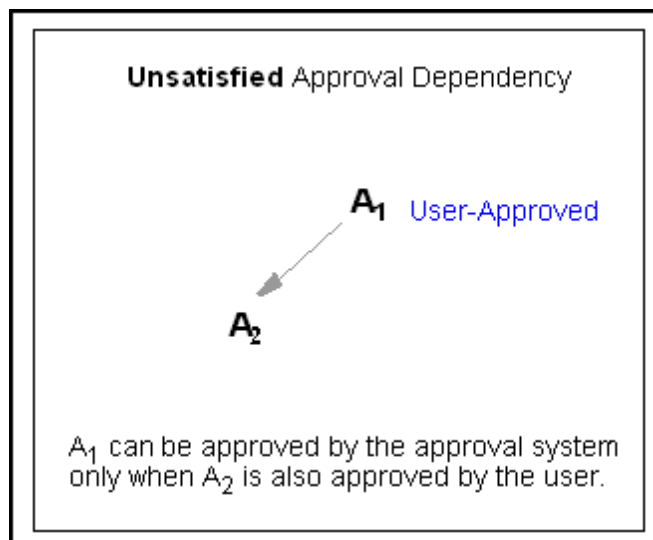 Unsatisfied Approval Dependency
A1 User-Approved
A2
A1 can be approved by the approval system
only when A2 is also approved by the user.